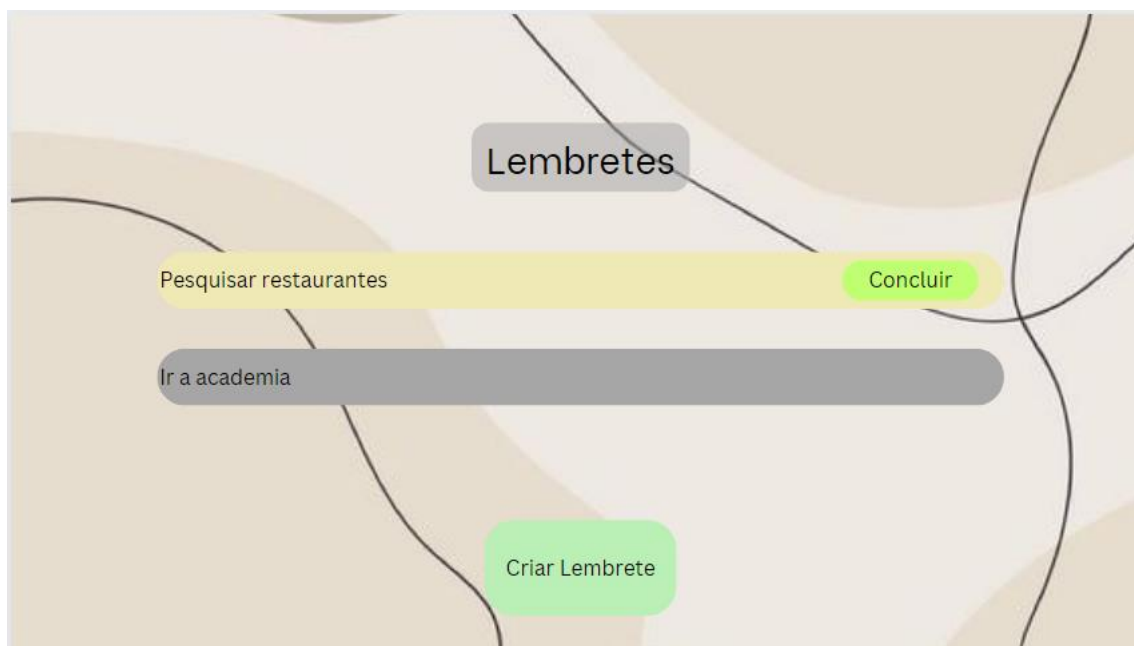 Lembretes
Pesquisar restaurantes
Concluir
Ir a academia
Criar Lembrete